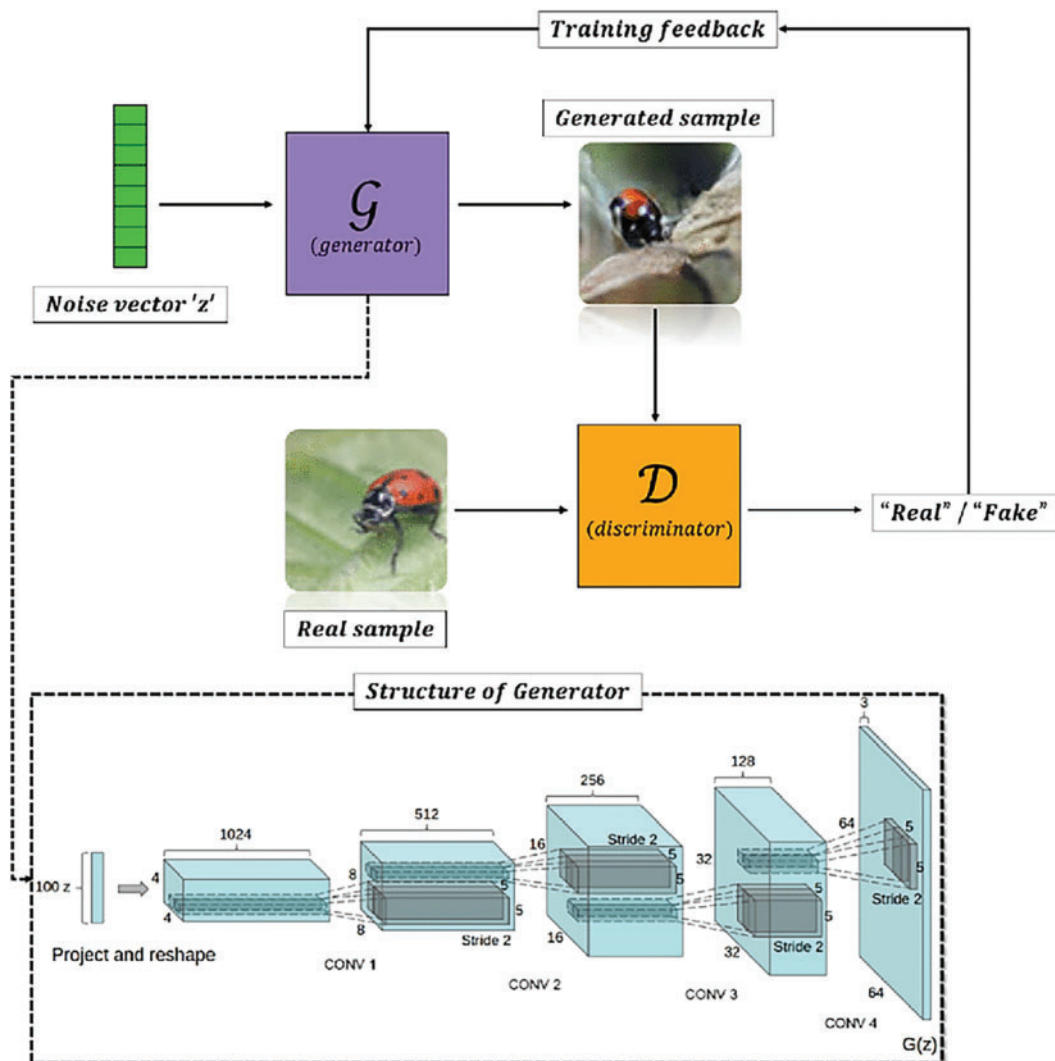 Training feedback
Generated sample
𝒢
(generator)
Noise vector 'z'
𝒟
(discriminator)
"Real" / "Fake"
Real sample
Structure of Generator
100 z
Project and reshape
1024
4
4
512
8
8
5
5
Stride 2
CONV 1
256
16
16
Stride 2
5
5
CONV 2
128
32
32
5
5
Stride 2
CONV 3
3
64
64
5
5
Stride 2
CONV 4
G(z)